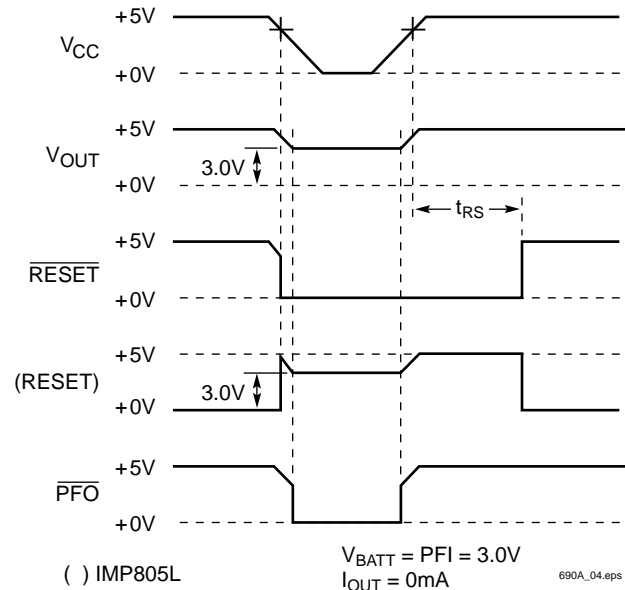 +5V
VCC
+0V
+5V
VOUT
3.0V
+0V
tRS
+5V
RESET
+0V
+5V
(RESET)
3.0V
+0V
+5V
PFO
+0V
( ) IMP805L
VBATT = PFI = 3.0V
IOUT = 0mA
690A_04.eps